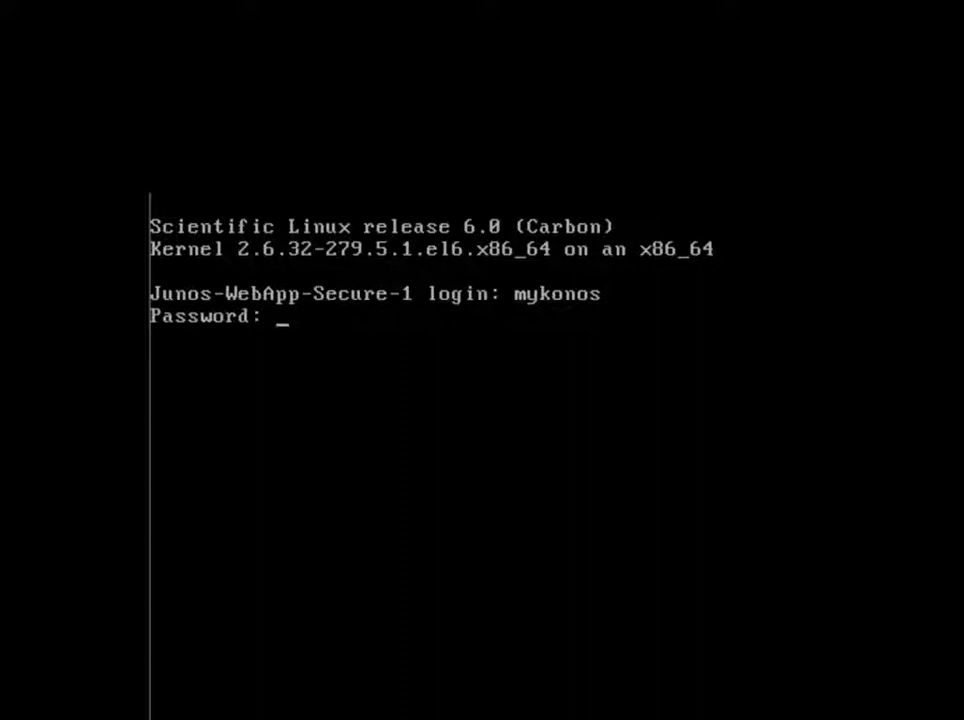 Scientific Linux release 6.0 (Carbon)
Kernel 2.6.32-279.5.1.el6.x86_64 on an x86_64
Junos-WebApp-Secure-1 login: mykonos
Password: _